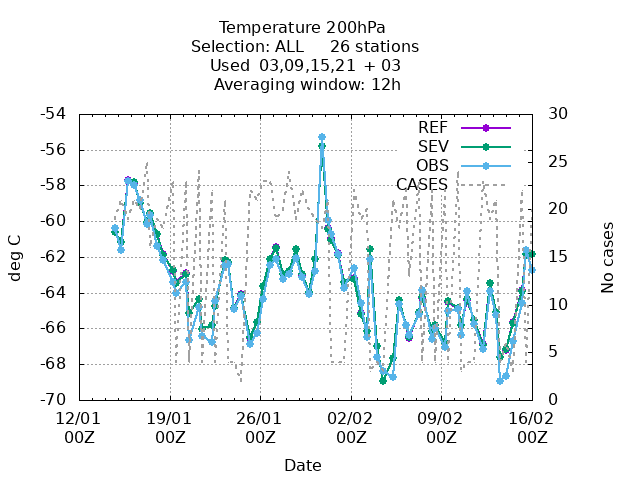 Temperature 200hPa
Selection: ALL 26 stations
Used 03,09,15,21 + 03
Averaging window: 12h
-54
-56
-58
-60
-62
-64
-66
-68
-70
deg C
30
25
20
15
10
5
0
No cases
REF
SEV
OBS
CASES
12/01 19/01 26/01 02/02 09/02 16/02
00Z 00Z 00Z 00Z 00Z 00Z
Date